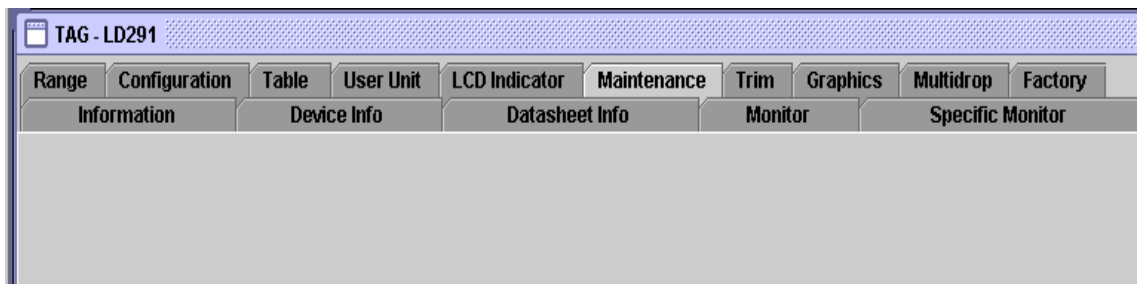 TAG - LD291
Range Configuration Table User Unit LCD Indicator Maintenance Trim Graphics Multidrop Factory
Information Device Info Datasheet Info Monitor Specific Monitor